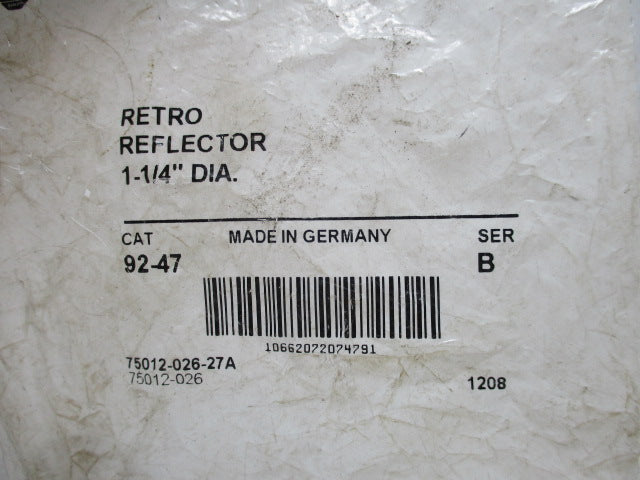 RETRO
REFLECTOR
1-1/4" DIA.
CAT MADE IN GERMANY SER
92-47 B
10662072074791
75012-026-27A
75012-026 1208